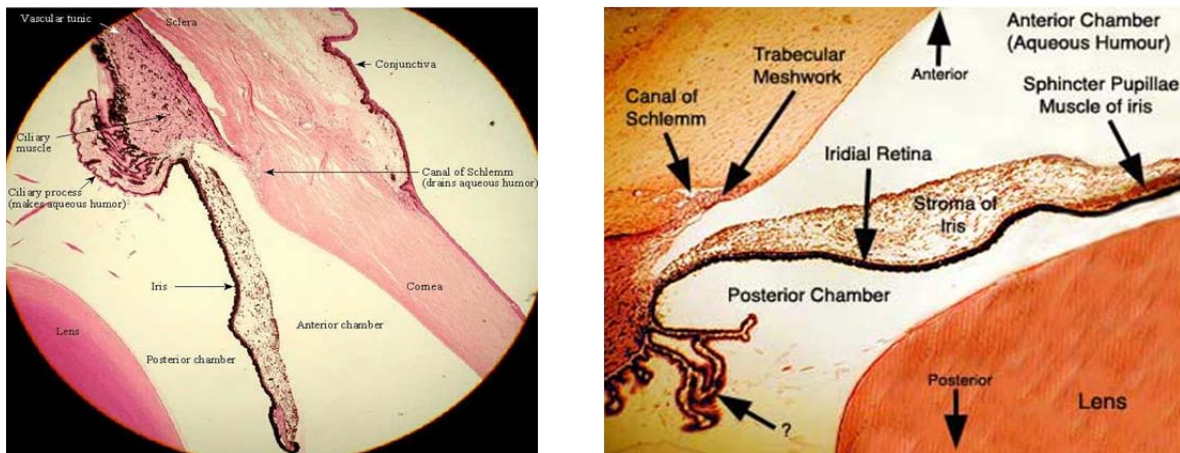 Vascular tunic
Sclera
Conjunctiva
Ciliary
muscle
Ciliary process
(makes aqueous humor)
Canal of Schlemm
(drains aqueous humor)
Iris
Cornea
Lens
Anterior chamber
Posterior chamber
Anterior Chamber
(Aqueous Humour)
Anterior
Trabecular
Meshwork
Canal of
Schlemm
Sphincter Pupillae
Muscle of iris
Iridial Retina
Stroma of
Iris
Posterior Chamber
Posterior
Lens
?